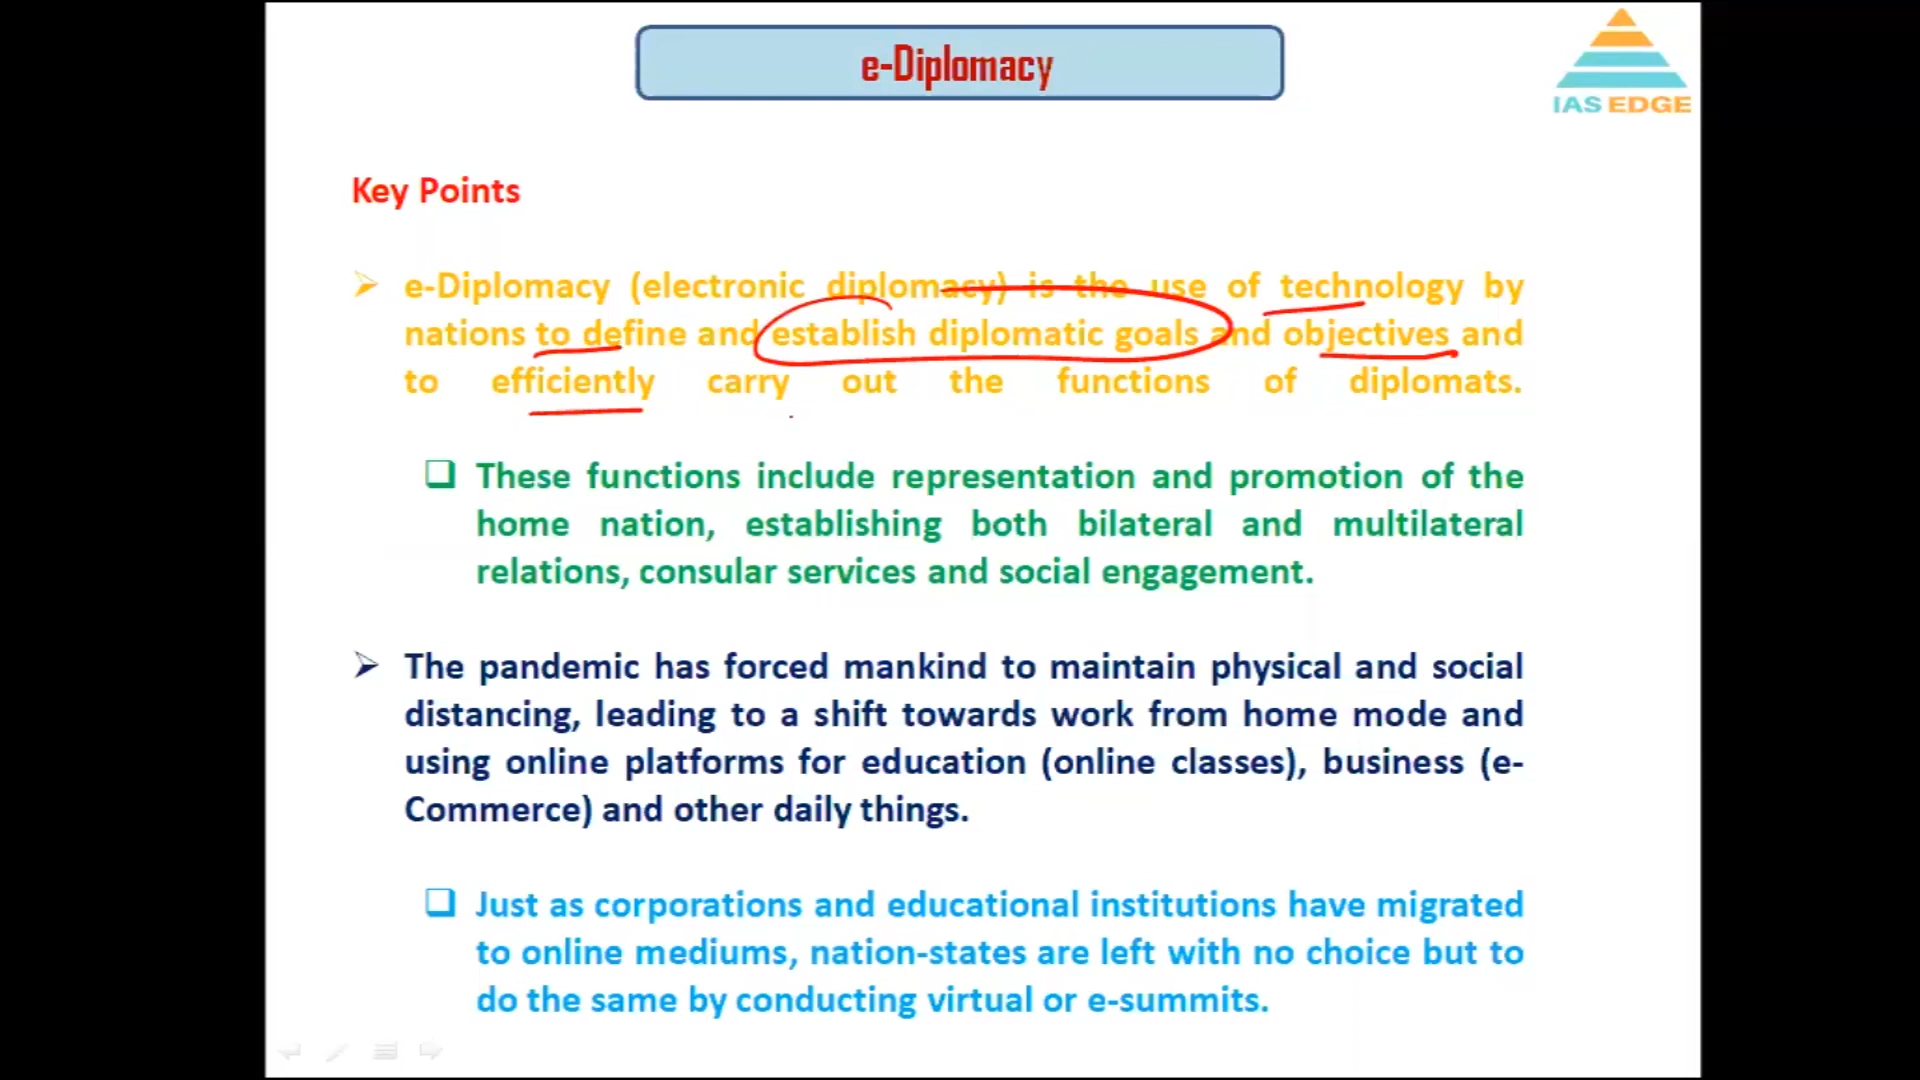 e-Diplomacy
IAS EDGE
Key Points
e-Diplomacy (electronic diplomacy) is the use of technology by
nations to define and establish diplomatic goals and objectives and
to efficiently carry out the functions of diplomats.
These functions include representation and promotion of the
home nation, establishing both bilateral and multilateral
relations, consular services and social engagement.
The pandemic has forced mankind to maintain physical and social
distancing, leading to a shift towards work from home mode and
using online platforms for education (online classes), business (e-
Commerce) and other daily things.
Just as corporations and educational institutions have migrated
to online mediums, nation-states are left with no choice but to
do the same by conducting virtual or e-summits.